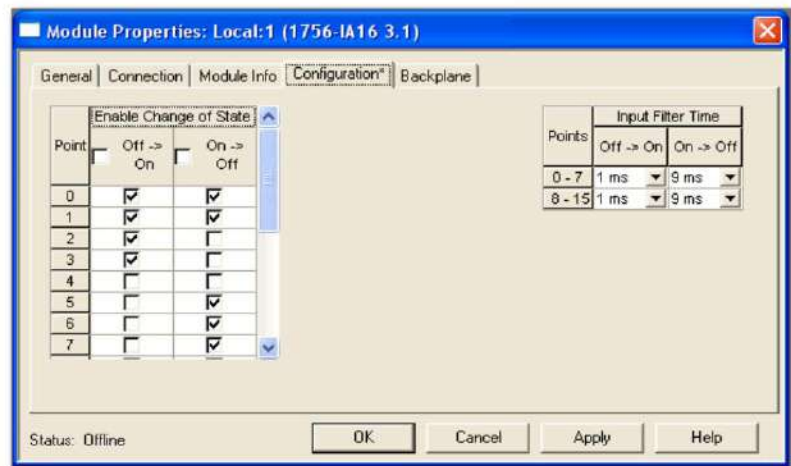 Module Properties: Local:1 (1756-IA16 3.1)
General Connection Module Info Configuration* Backplane
Enable Change of State
Point Off -> On On -> Off
0
1
2
3
4
5
6
7
Input Filter Time
Points Off -> On On -> Off
0 - 7 1 ms 9 ms
8 - 15 1 ms 9 ms
Status: Offline OK Cancel Apply Help